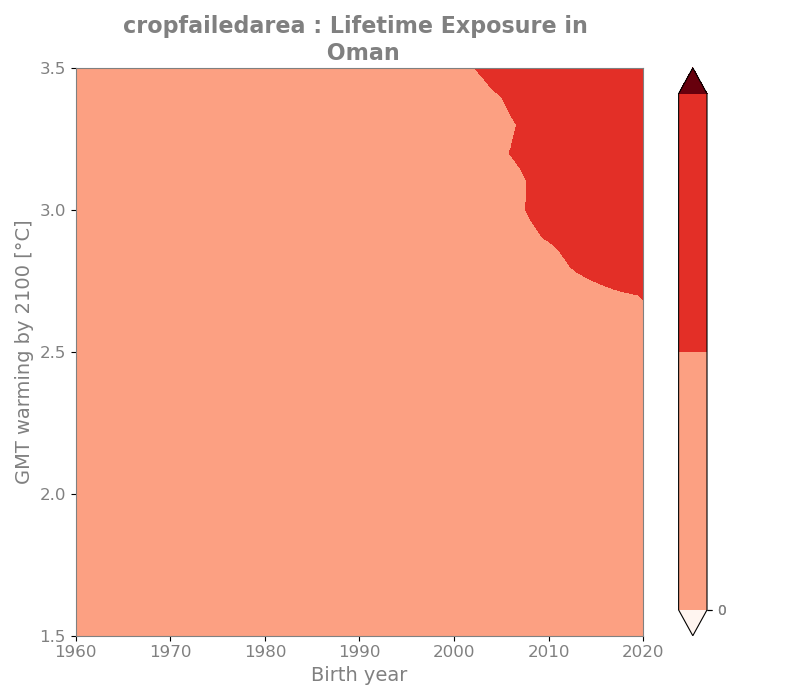 cropfailedarea : Lifetime Exposure in
Oman
3.5
3.0
2.5
2.0
1.5
GMT warming by 2100 [°C]
1960 1970 1980 1990 2000 2010 2020
Birth year
0